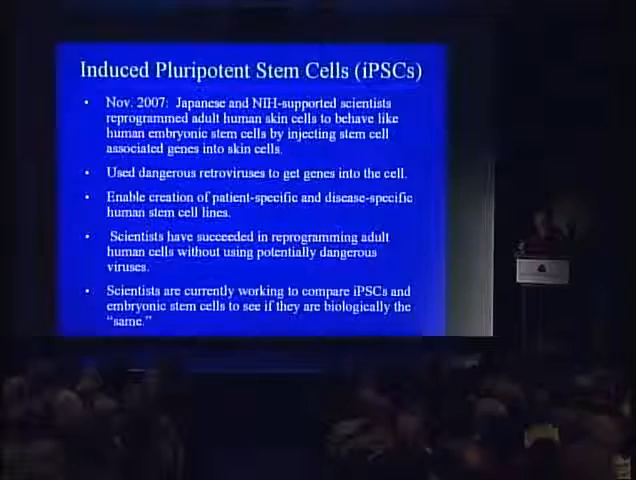 Induced Pluripotent Stem Cells (iPSCs)
• Nov. 2007: Japanese and NIH-supported scientists
reprogrammed adult human skin cells to behave like
human embryonic stem cells by injecting stem cell
associated genes into skin cells.
• Used dangerous retroviruses to get genes into the cell.
• Enable creation of patient-specific and disease-specific
human stem cell lines.
• Scientists have succeeded in reprogramming adult
human cells without using potentially dangerous
viruses.
• Scientists are currently working to compare iPSCs and
embryonic stem cells to see if they are biologically the
“same.”